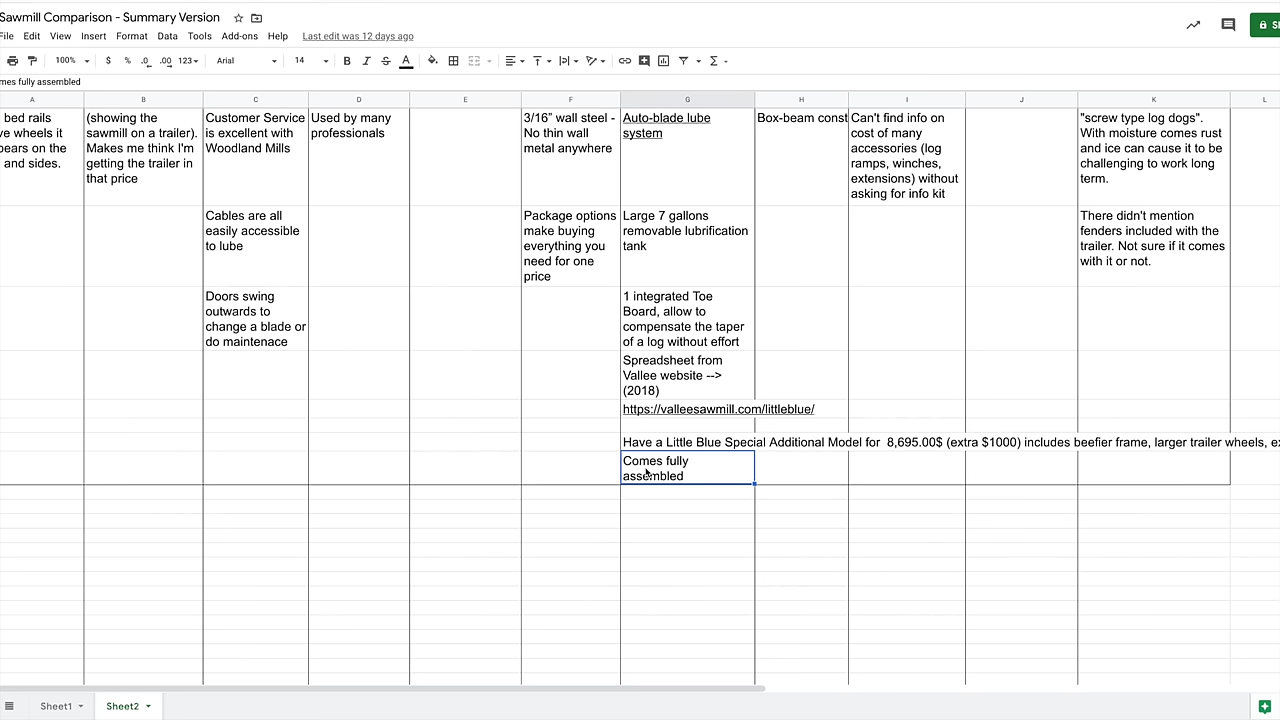 Sawmill Comparison - Summary Version
File Edit View Insert Format Data Tools Add-ons Help Last edit was 12 days ago
100% $ % .0 .00 123 Arial 14 B I S A
mes fully assembled
A B C D E F G H I J K L
bed rails
ve wheels it
bears on the
and sides.
(showing the
sawmill on a trailer).
Makes me think I'm
getting the trailer in
that price
Customer Service
is excellent with
Woodland Mills
Used by many
professionals
3/16” wall steel -
No thin wall
metal anywhere
Auto-blade lube
system
Box-beam const
Can't find info on
cost of many
accessories (log
ramps, winches,
extensions) without
asking for info kit
"screw type log dogs".
With moisture comes rust
and ice can cause it to be
challenging to work long
term.
Cables are all
easily accessible
to lube
Package options
make buying
everything you
need for one
price
Large 7 gallons
removable lubrification
tank
There didn't mention
fenders included with the
trailer. Not sure if it comes
with it or not.
Doors swing
outwards to
change a blade or
do maintenace
1 integrated Toe
Board, allow to
compensate the taper
of a log without effort
Spreadsheet from
Vallee website -->
(2018)
https://valleesawmill.com/littleblue/
Have a Little Blue Special Additional Model for 8,695.00$ (extra $1000) includes beefier frame, larger trailer wheels, ex
Comes fully
assembled
Sheet1 Sheet2